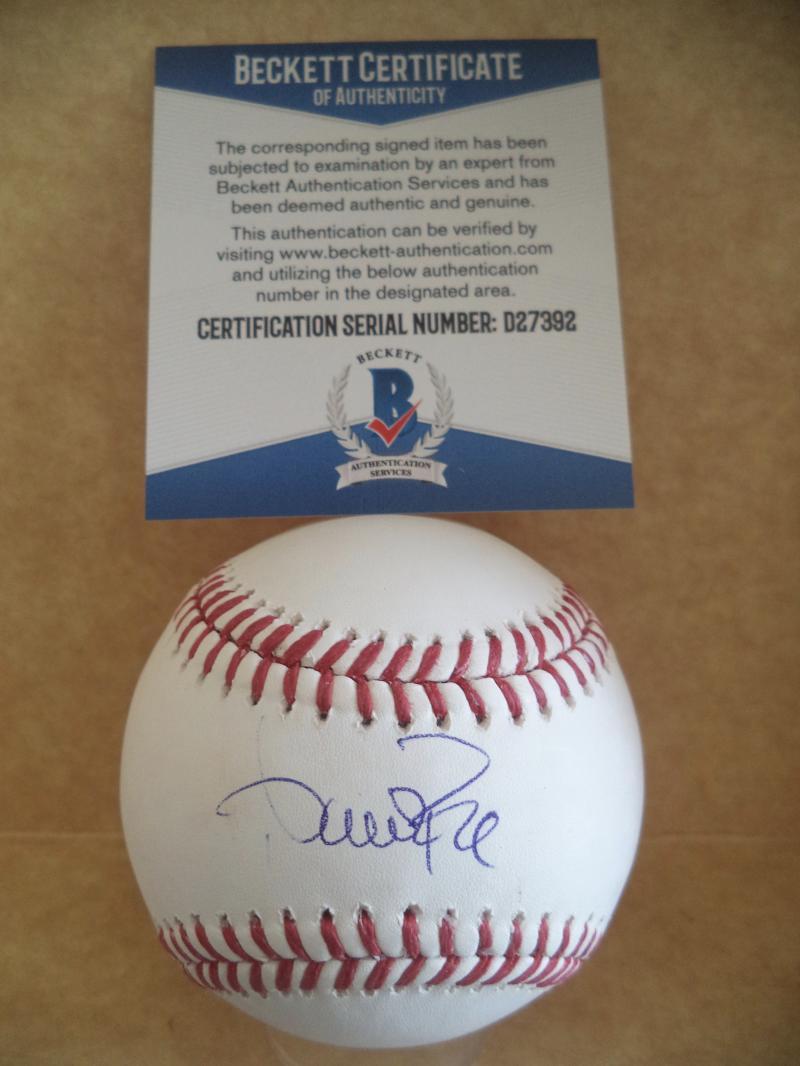 BECKETT CERTIFICATE
OF AUTHENTICITY
The corresponding signed item has been
subjected to examination by an expert from
Beckett Authentication Services and has
been deemed authentic and genuine.
This authentication can be verified by
visiting www.beckett-authentication.com
and utilizing the below authentication
number in the designated area.
CERTIFICATION SERIAL NUMBER: D27392
BECKETT
B
AUTHENTICATION
SERVICES